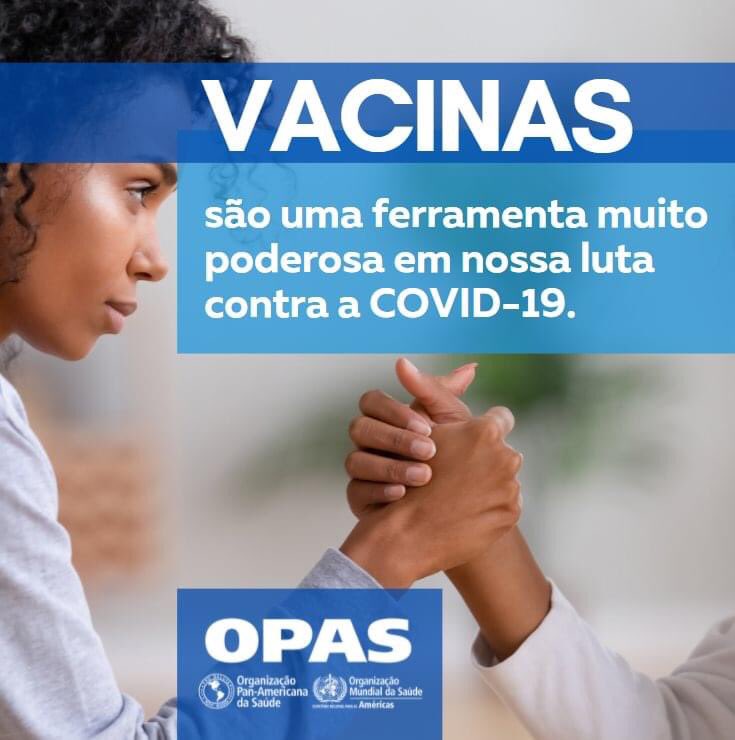 VACINAS
são uma ferramenta muito
poderosa em nossa luta
contra a COVID-19.
OPAS
Organização
Pan-Americana
da Saúde
Organização
Mundial da Saúde
Américas